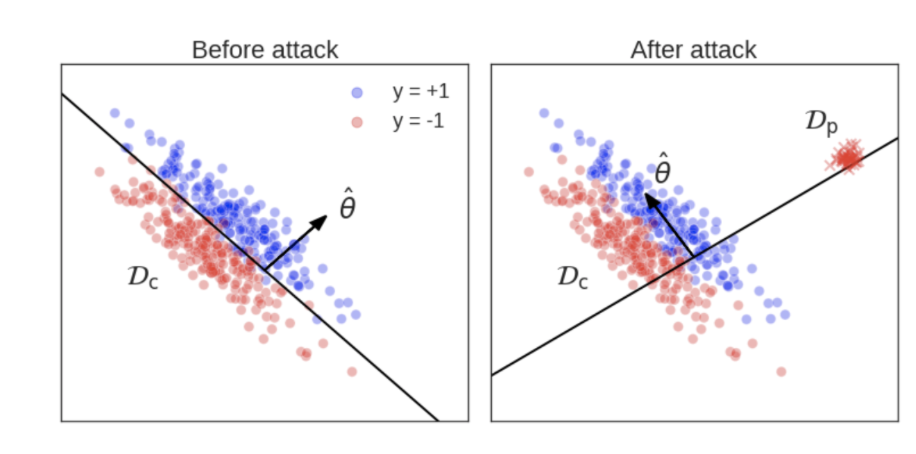 Before attack
After attack
y = +1
y = -1
θ̂
𝒟c
𝒟p
θ̂
𝒟c